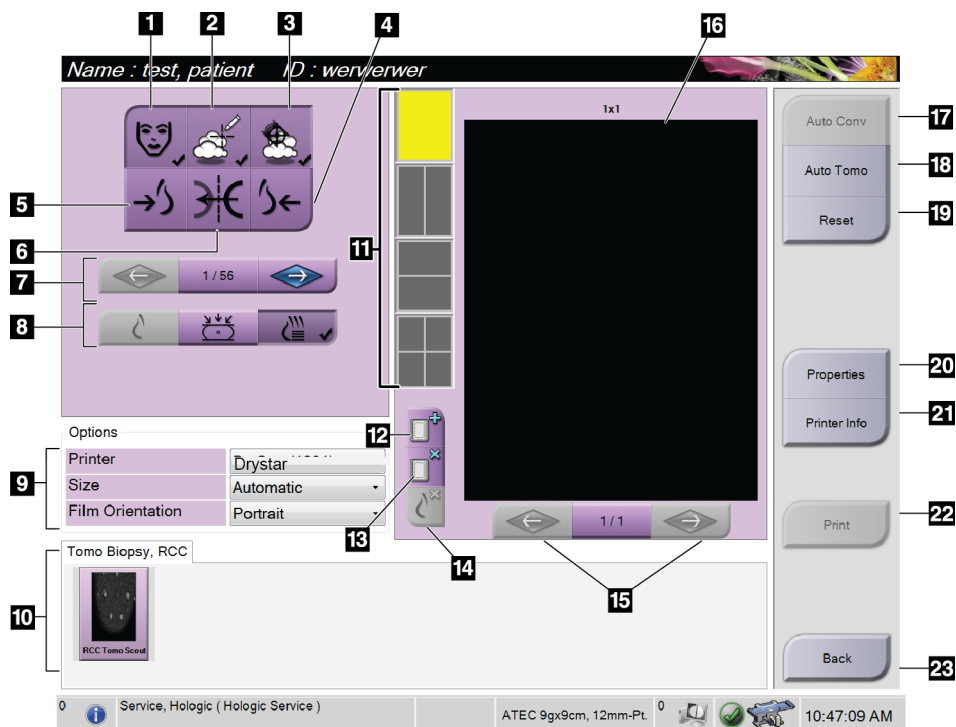 1 2 3 4 16
Name : test, patient ID : werwerwer
1x1
17 Auto Conv
18 Auto Tomo
19 Reset
5
6
11
7 1 / 56
8
20 Properties
21 Printer Info
12
Options
Printer Drystar
9 Size Automatic
Film Orientation Portrait
13
14
1 / 1
15
22 Print
Tomo Biopsy, RCC
10
RCC Tomo Scout
Back 23
0 Service, Hologic ( Hologic Service ) ATEC 9gx9cm, 12mm-Pt. 0 10:47:09 AM